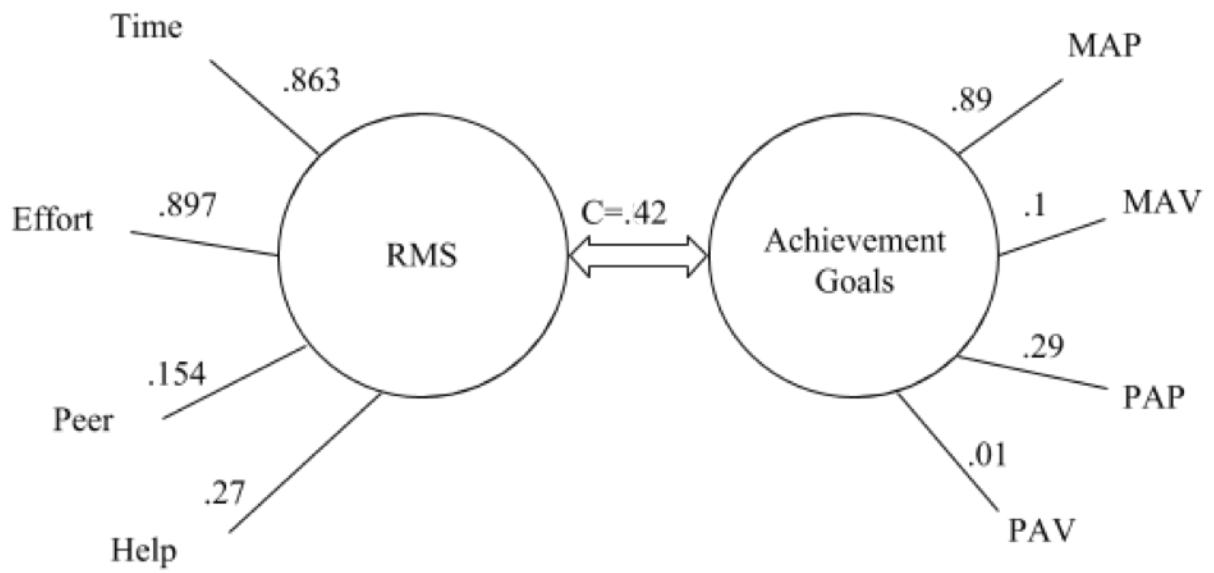 Time
.863
Effort
.897
RMS
Peer
.154
Help
.27
C=.42
Achievement
Goals
MAP
.89
MAV
.1
PAP
.29
PAV
.01